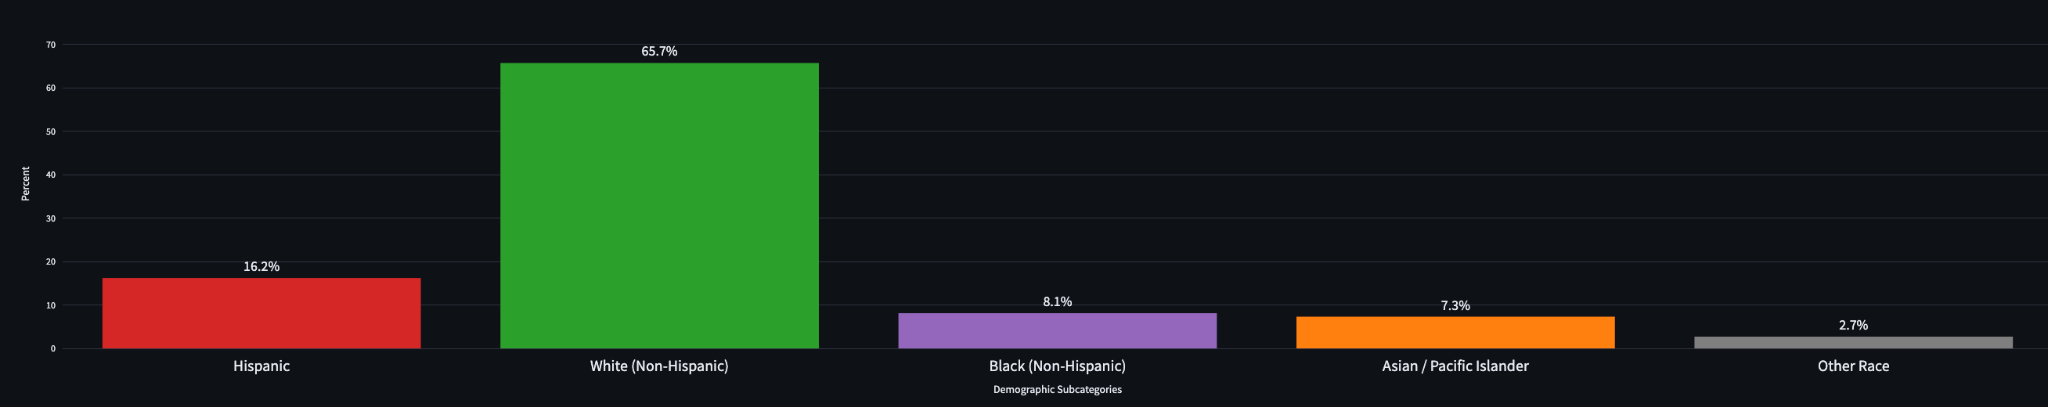 70
65.7%
60
50
40
Percent
30
20
16.2%
10
8.1%
7.3%
2.7%
0
Hispanic
White (Non-Hispanic)
Black (Non-Hispanic)
Asian / Pacific Islander
Other Race
Demographic Subcategories